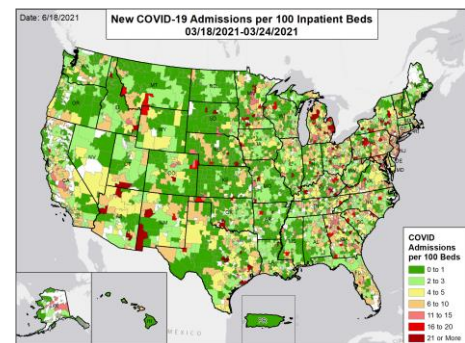 Date: 6/18/2021
New COVID-19 Admissions per 100 Inpatient Beds
03/18/2021-03/24/2021
MÉXICO
COVID
Admissions
per 100 Beds
0 to 1
2 to 3
4 to 5
6 to 10
11 to 15
16 to 20
21 or More